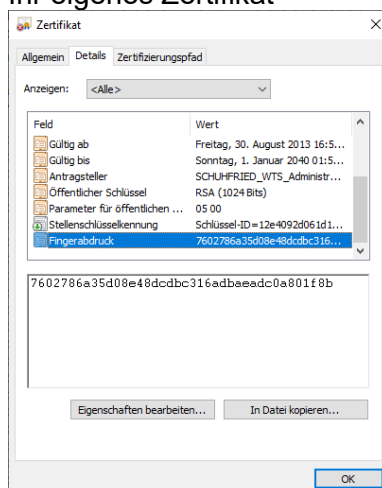 Ihr eigenes Zertifikat
Zertifikat
Allgemein Details Zertifizierungspfad
Anzeigen: <Alle>
Feld Wert
Gültig ab Freitag, 30. August 2013 16:5...
Gültig bis Sonntag, 1. Januar 2040 01:5...
Antragsteller SCHUHFRIED_WTS_Administr...
Öffentlicher Schlüssel RSA (1024 Bits)
Parameter für öffentlichen ... 05 00
Stellenschlüsselkennung Schlüssel-ID=12e4092d061d1...
Fingerabdruck 7602786a35d08e48dcdbc316...
7602786a35d08e48dcdbc316adbaeadc0a801f8b
Eigenschaften bearbeiten... In Datei kopieren...
OK